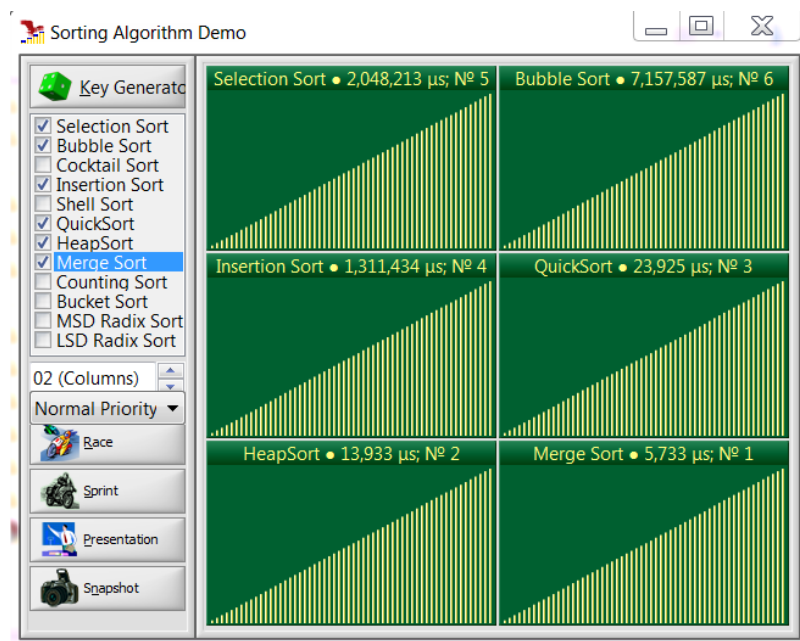 Sorting Algorithm Demo
Key Generato
Selection Sort
Bubble Sort
Cocktail Sort
Insertion Sort
Shell Sort
QuickSort
HeapSort
Merge Sort
Counting Sort
Bucket Sort
MSD Radix Sort
LSD Radix Sort
02 (Columns)
Normal Priority
Race
Sprint
Presentation
Snapshot
Selection Sort ● 2,048,213 µs; № 5
Bubble Sort ● 7,157,587 µs; № 6
Insertion Sort ● 1,311,434 µs; № 4
QuickSort ● 23,925 µs; № 3
HeapSort ● 13,933 µs; № 2
Merge Sort ● 5,733 µs; № 1